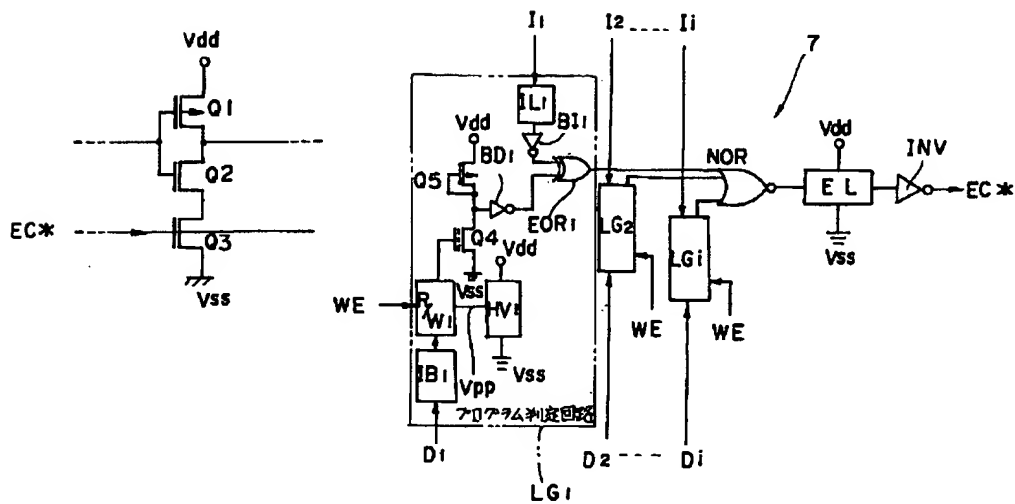 I1
I2
Ii
7
Vdd
Q1
Q2
EC*
Q3
Vss
IL1
BI1
Vdd
BD1
Q5
EOR1
Q4
Vss
Vdd
WE
R/W1
HV1
Vpp
Vss
IB1
プログラム判定回路
D1
LG1
LG2
LGi
WE
WE
D2
Di
NOR
Vdd
EL
Vss
INV
EC*